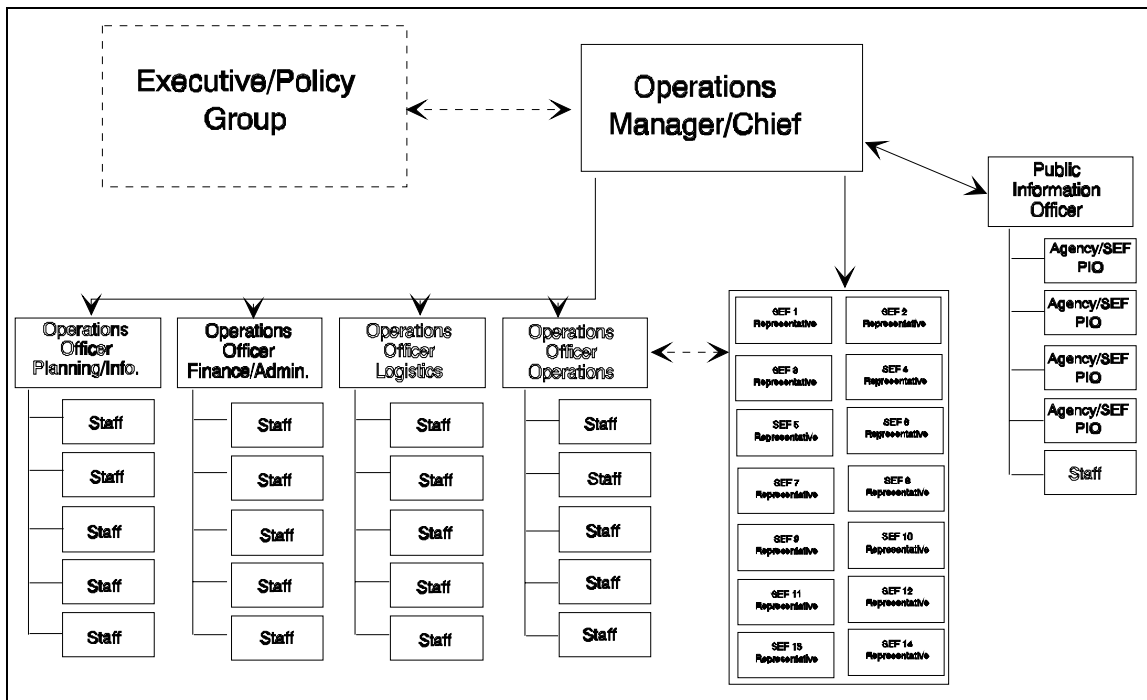 Executive/Policy
Group
Operations
Manager/Chief
Public
Information
Officer
Agency/SEF
PIO
Agency/SEF
PIO
Agency/SEF
PIO
Agency/SEF
PIO
Staff
Operations
Officer
Planning/Info.
Staff
Staff
Staff
Staff
Staff
Operations
Officer
Finance/Admin.
Staff
Staff
Staff
Staff
Staff
Operations
Officer
Logistics
Staff
Staff
Staff
Staff
Staff
Operations
Officer
Operations
Staff
Staff
Staff
Staff
Staff
SEF 1
Representative
SEF 2
Representative
SEF 3
Representative
SEF 4
Representative
SEF 5
Representative
SEF 6
Representative
SEF 7
Representative
SEF 8
Representative
SEF 9
Representative
SEF 10
Representative
SEF 11
Representative
SEF 12
Representative
SEF 13
Representative
SEF 14
Representative